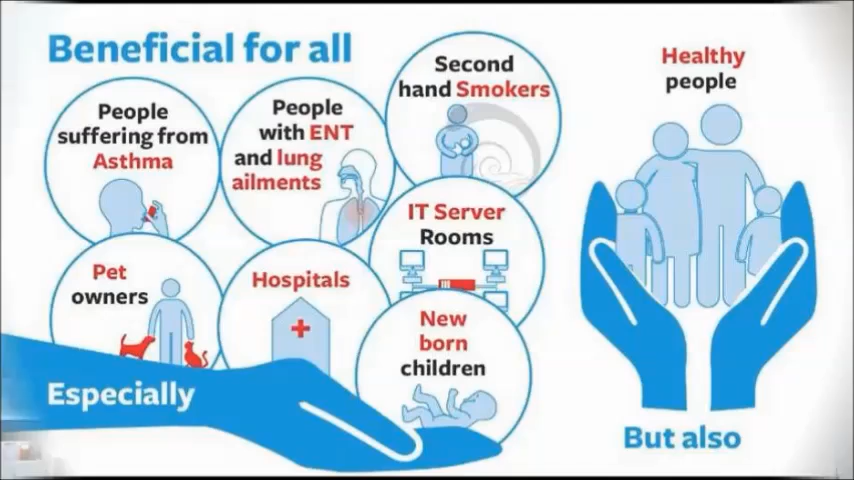 Beneficial for all
People
suffering from
Asthma
People
with ENT
and lung
ailments
Second
hand Smokers
IT Server
Rooms
Pet
owners
Hospitals
New
born
children
Especially
Healthy
people
But also